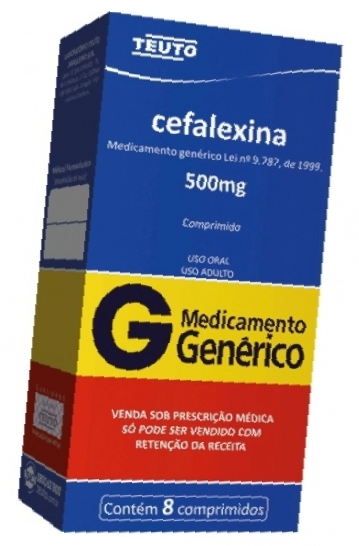 TEUTO
cefalexina
Medicamento genérico Lei nº 9.787, de 1999.
500mg
Comprimido
USO ORAL
USO ADULTO
G Medicamento
Genérico
VENDA SOB PRESCRIÇÃO MÉDICA
SÓ PODE SER VENDIDO COM
RETENÇÃO DA RECEITA
Contém 8 comprimidos
TEUTO